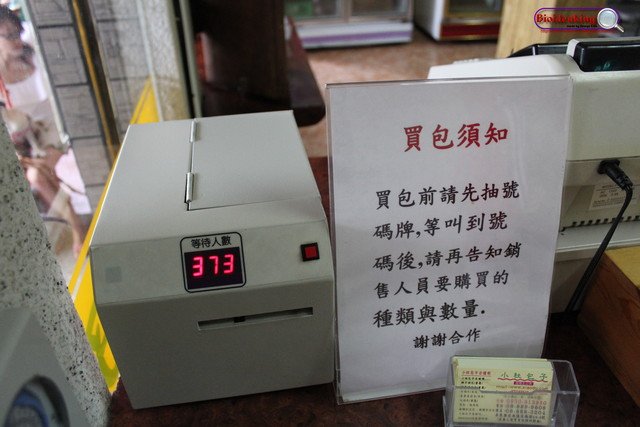 等待人數
373
買包須知
買包前請先抽號
碼牌,等叫到號
碼後,請再告知銷
售人員要購買的
種類與數量.
謝謝合作